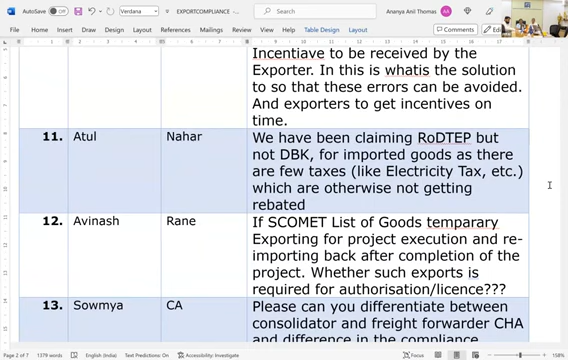 AutoSave Off EXPORTCOMPLIANCE Search Ananya Anil Thomas AA
File Home Insert Draw Design Layout References Mailings Review View Help Table Design Layout Comments
Incentiave to be received by the
Exporter. In this is whatis the solution
to so that these errors can be avoided.
And exporters to get incentives on
time.
11. Atul Nahar We have been claiming RoDTEP but
not DBK, for imported goods as there
are few taxes (like Electricity Tax, etc.)
which are otherwise not getting
rebated
12. Avinash Rane If SCOMET List of Goods temparary
Exporting for project execution and re-
importing back after completion of the
project. Whether such exports is
required for authorisation/licence???
13. Sowmya CA Please can you differentiate between
consolidator and freight forwarder CHA
and difference in the compliance
Page 2 of 7 1379 words English (India) Text Predictions: On Accessibility: Investigate Focus 158%